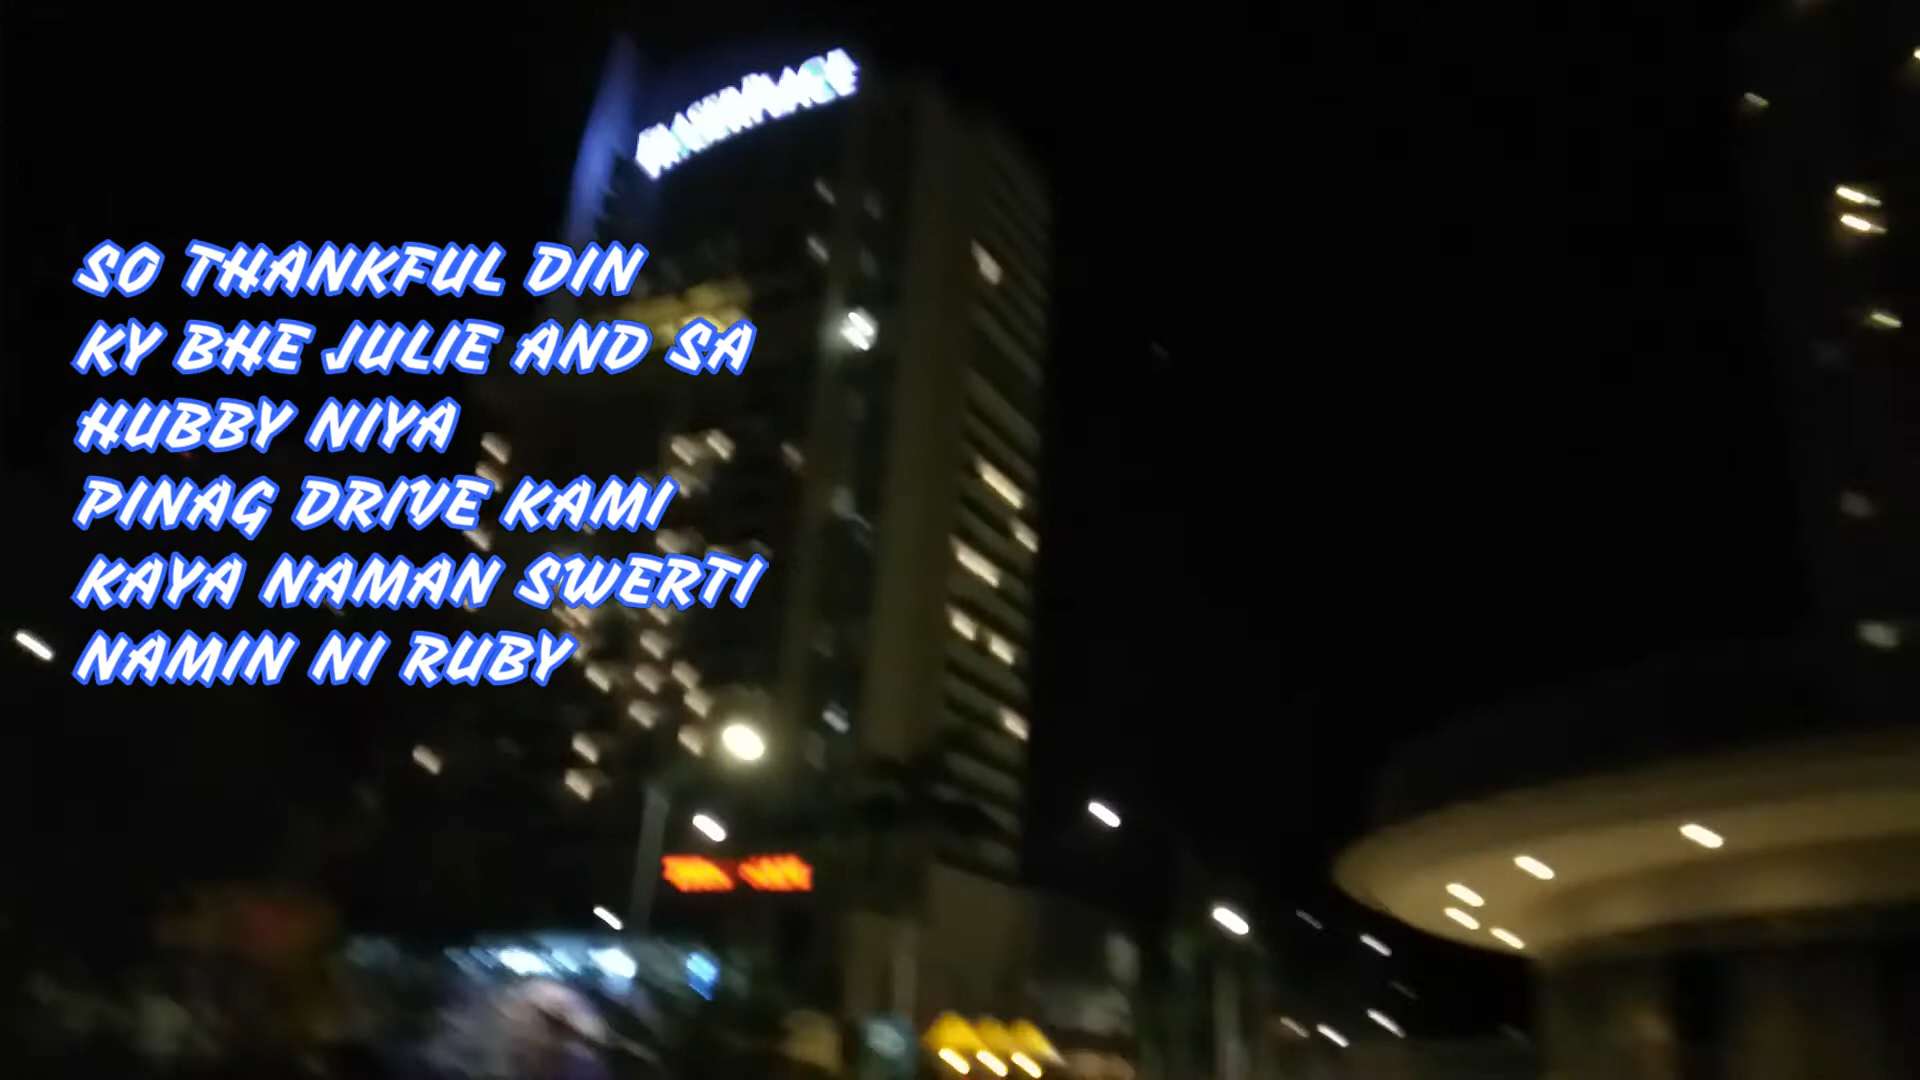 SO THANKFUL DIN
KY BHE JULIE AND SA
HUBBY NIYA
PINAG DRIVE KAMI
KAYA NAMAN SWERTI
NAMIN NI RUBY